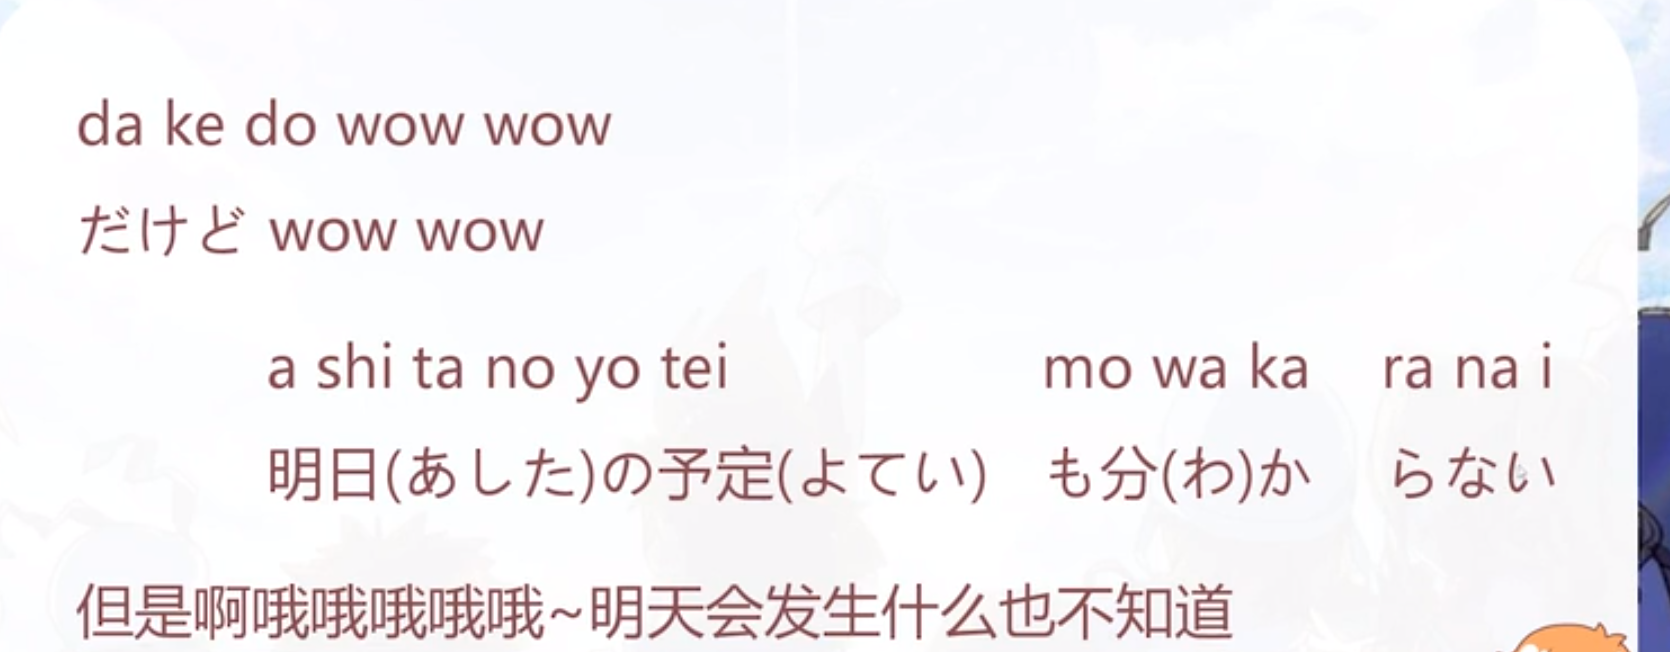 da ke do wow wow
だけど wow wow
a shi ta no yo tei mo wa ka ra na i
明日(あした)の予定(よてい) も分(わ)か らない
但是啊哦哦哦哦哦~明天会发生什么也不知道